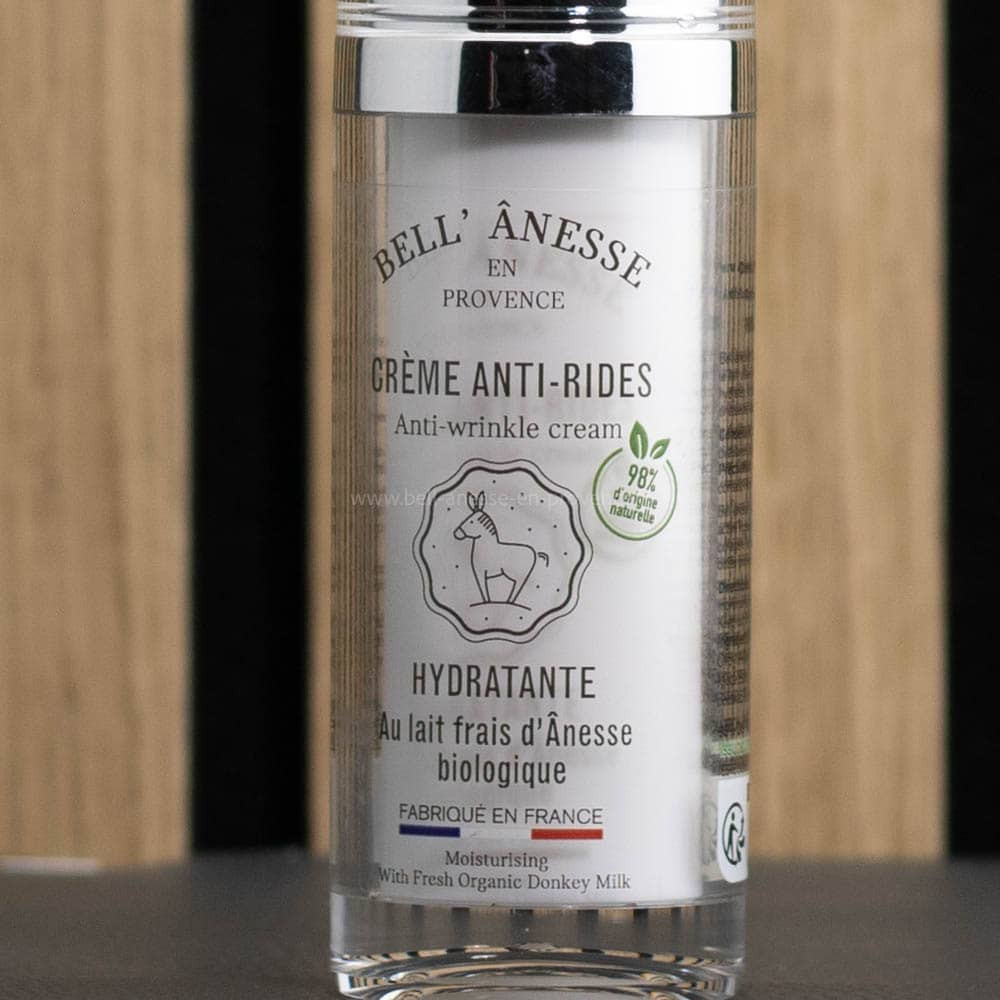 BELL' ÂNESSE
EN
PROVENCE
CRÈME ANTI-RIDES
Anti-wrinkle cream
98%
d'origine
naturelle
HYDRATANTE
Au lait frais d'Ânesse
biologique
FABRIQUÉ EN FRANCE
Moisturising
With Fresh Organic Donkey Milk